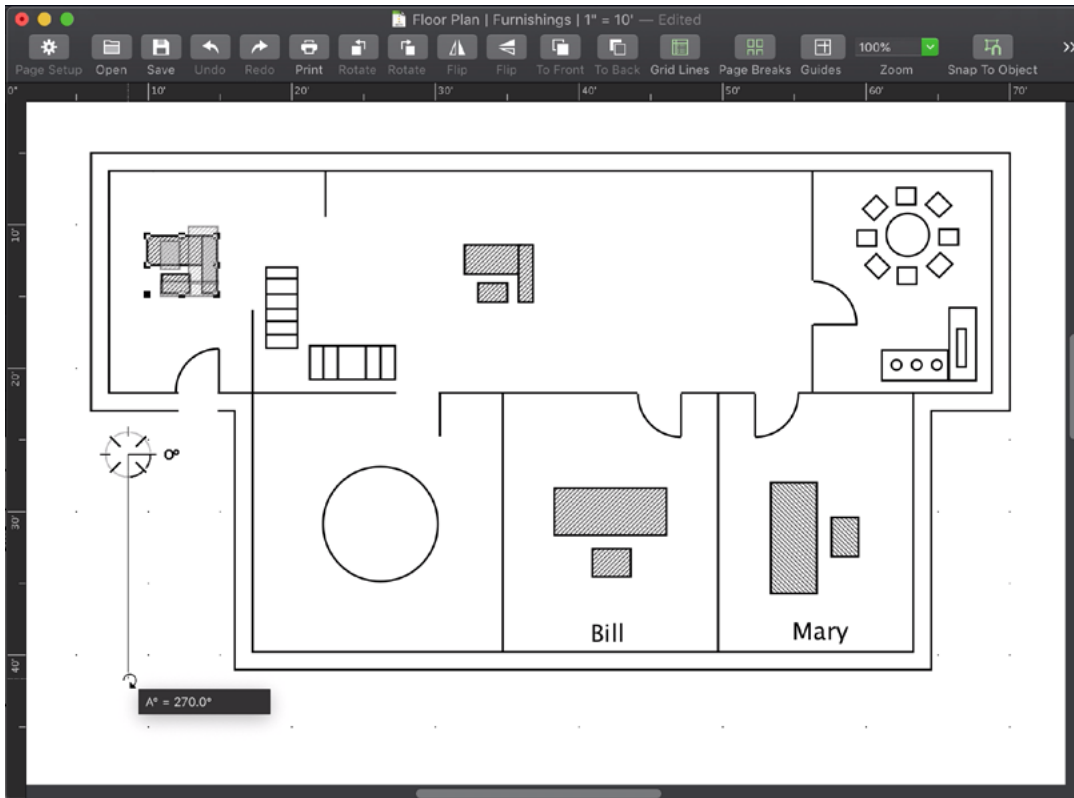 Floor Plan | Furnishings | 1" = 10' — Edited
100%
Page Setup Open Save Undo Redo Print Rotate Rotate Flip Flip To Front To Back Grid Lines Page Breaks Guides Zoom Snap To Object
0" 10' 20' 30' 40' 50' 60' 70'
10'
20'
0°
30'
Bill Mary
40'
A° = 270.0°